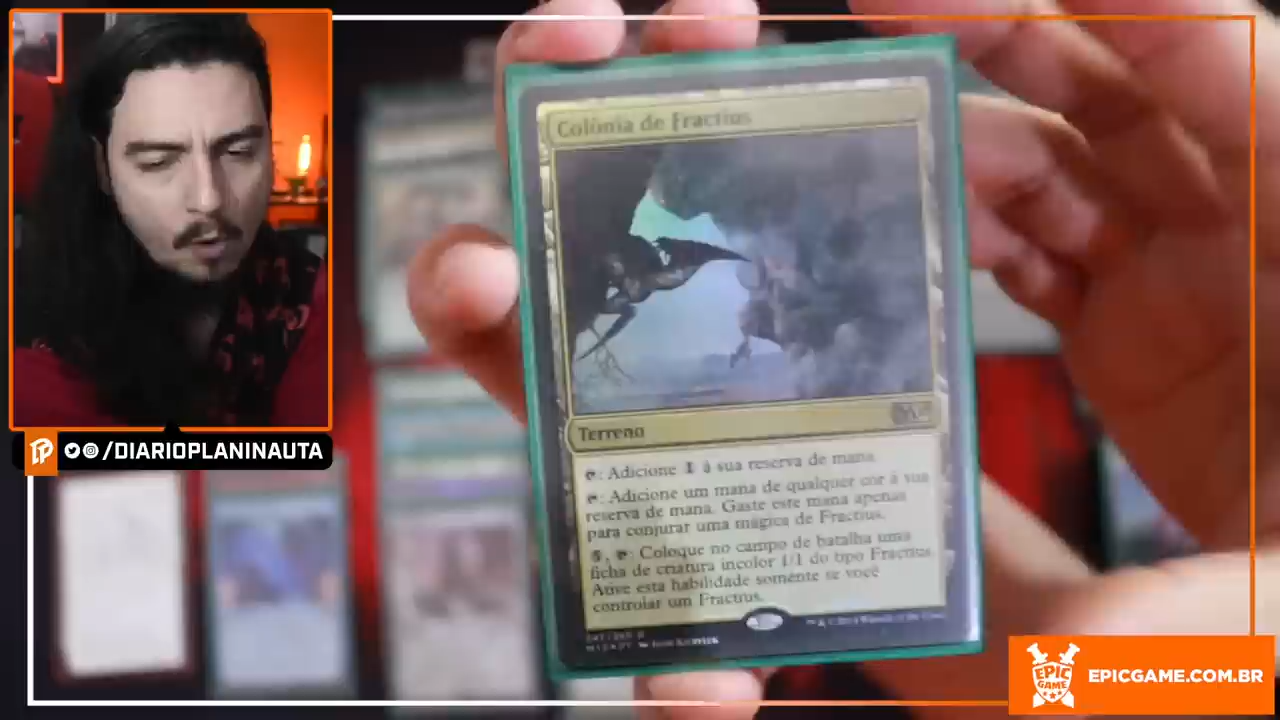 Colônia de Fractius
Terreno
: Adicione 1 à sua reserva de mana.
: Adicione um mana de qualquer cor à sua
reserva de mana. Gaste este mana apenas
para conjurar uma mágica de Fractius.
5, : Coloque no campo de batalha uma
ficha de criatura incolor 1/1 do tipo Fractius.
Ative esta habilidade somente se você
controlar um Fractius.
/DIARIOPLANINAUTA
EPIC
GAME
EPICGAME.COM.BR